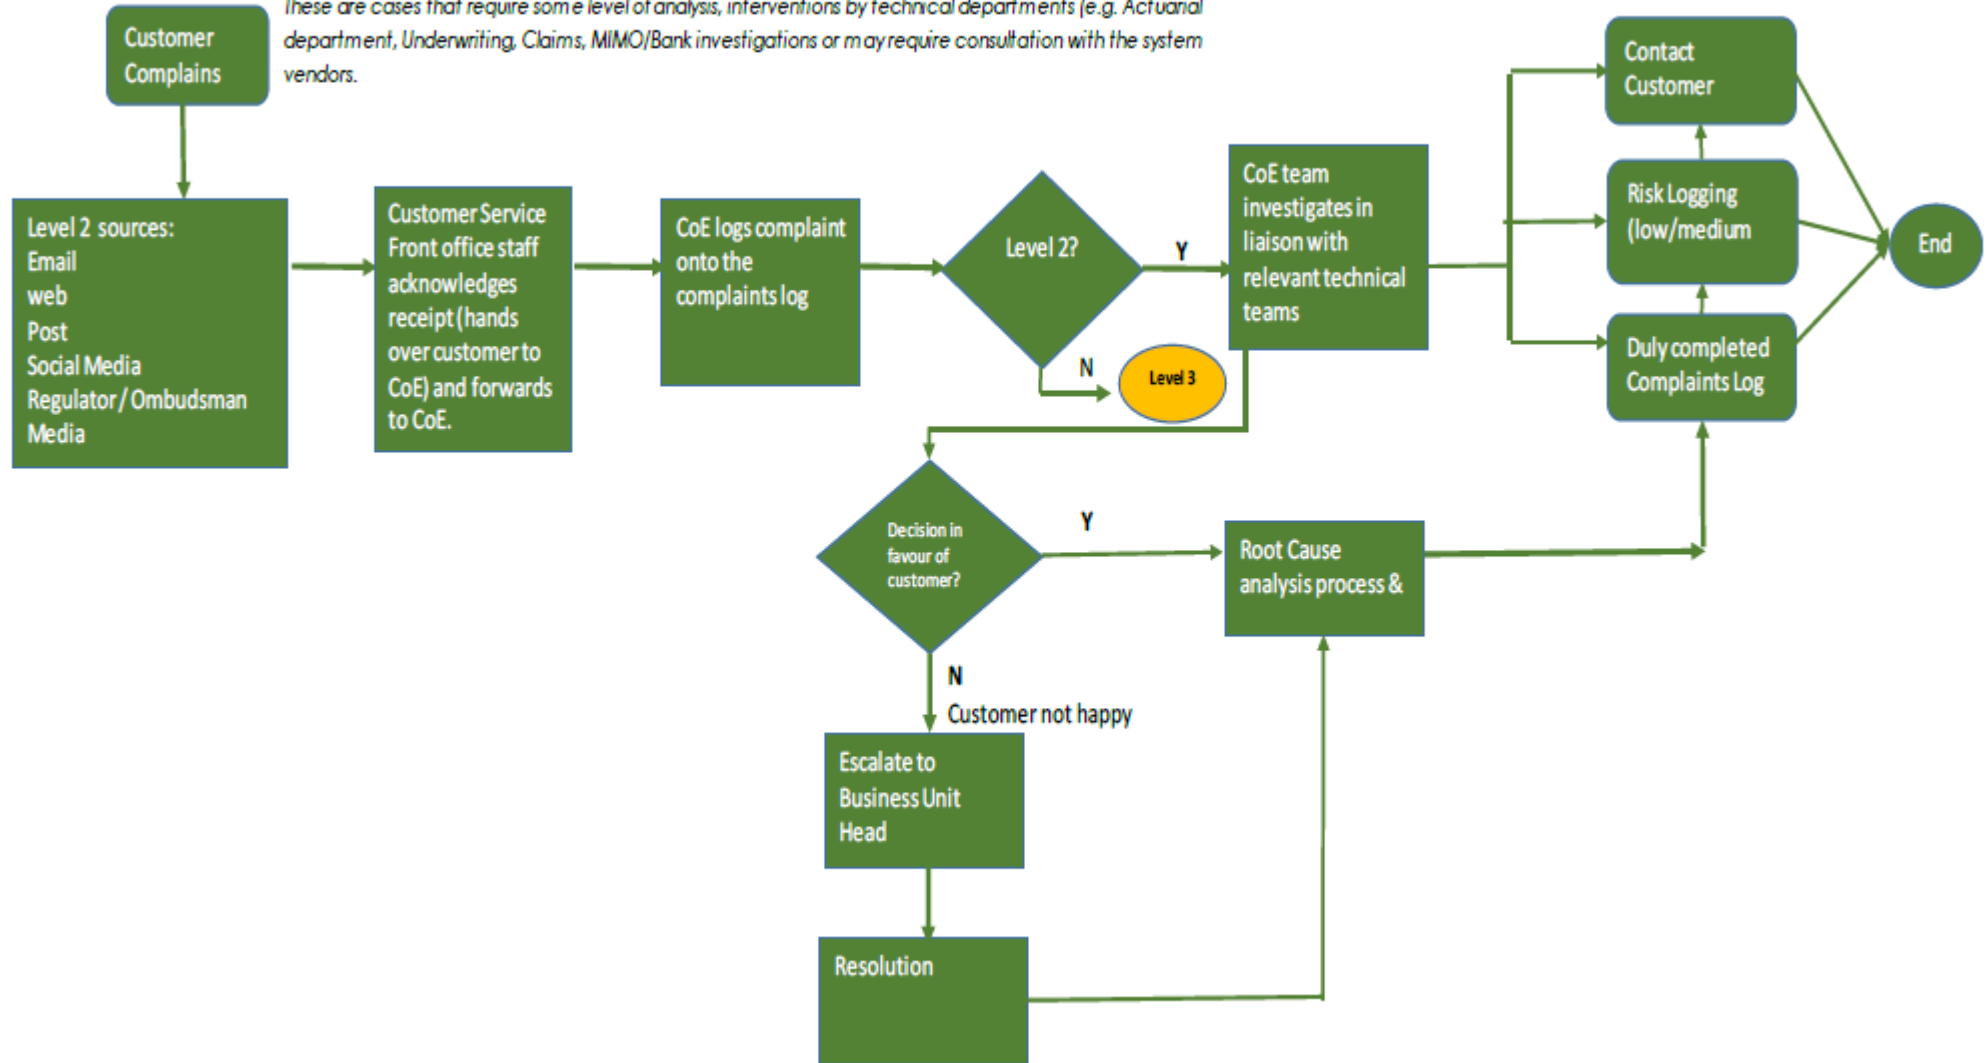 Customer
Complains
These are cases that require some level of analysis, interventions by technical departments (e.g. Actuarial
department, Underwriting, Claims, MIMO/Bank investigations or may require consultation with the system
vendors.
Level 2 sources:
Email
web
Post
Social Media
Regulator / Ombudsman
Media
Customer Service
Front office staff
acknowledges
receipt (hands
over customer to
CoE) and forwards
to CoE.
CoE logs complaint
onto the
complaints log
Level 2?
Y
N
Level 3
CoE team
investigates in
liaison with
relevant technical
teams
Contact
Customer
Risk Logging
(low/medium
Duly completed
Complaints Log
End
Decision in
favour of
customer?
Y
Root Cause
analysis process &
N
Customer not happy
Escalate to
Business Unit
Head
Resolution